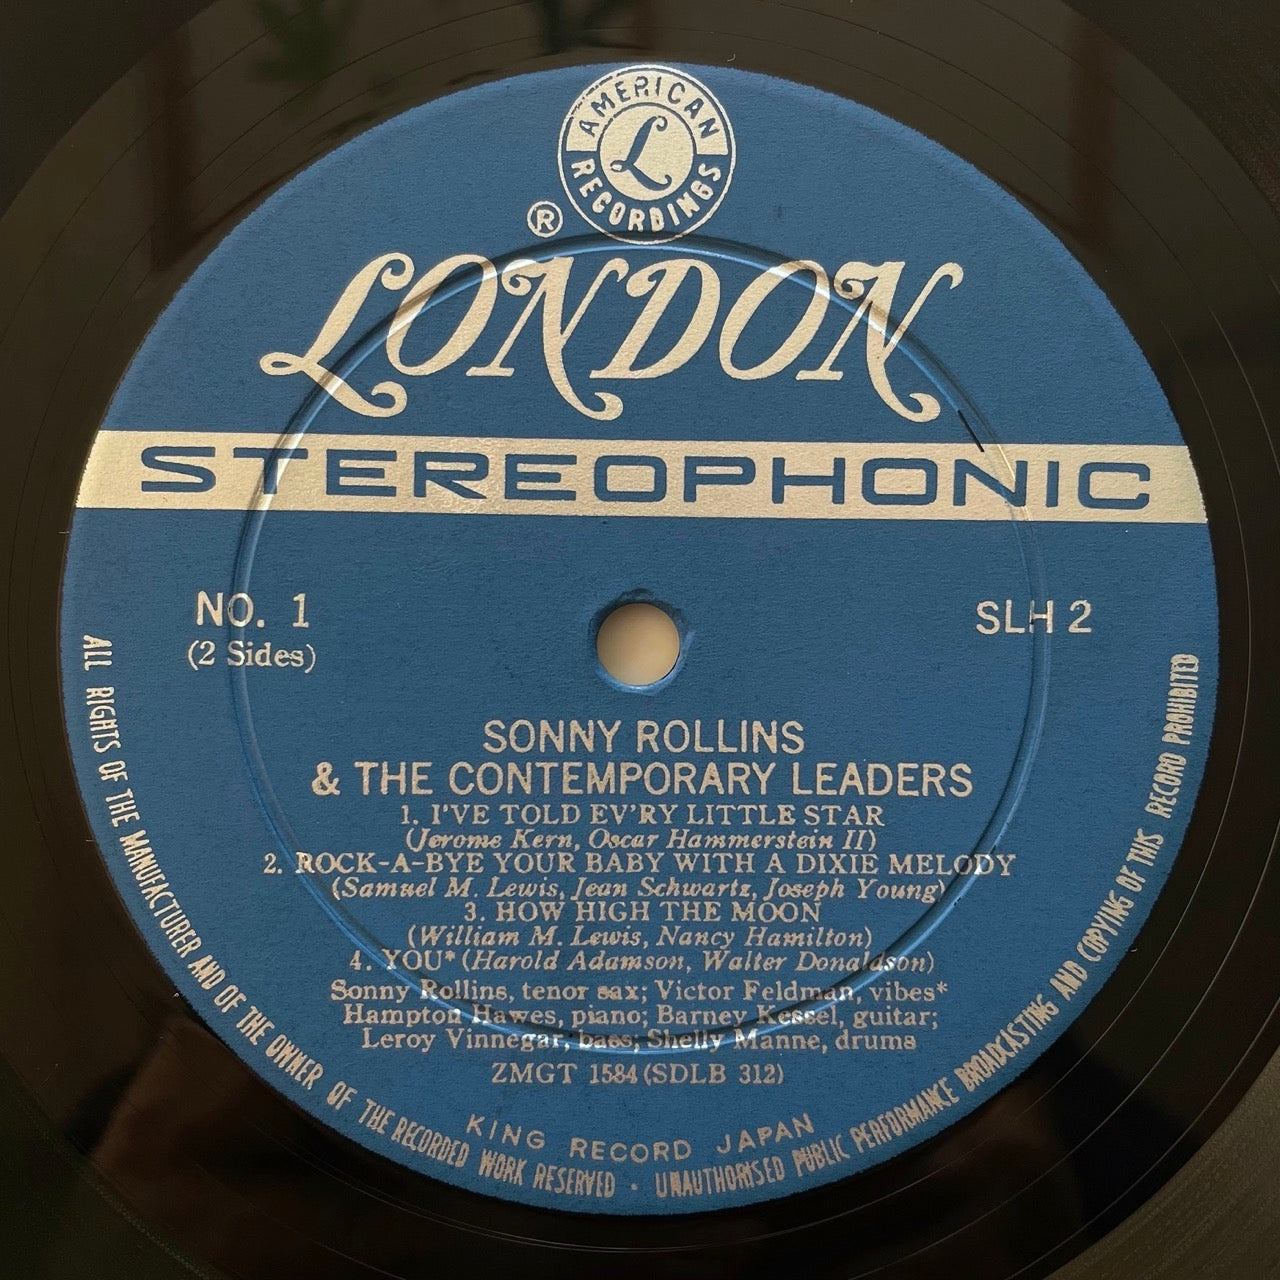 AMERICAN
L
RECORDINGS
®
LONDON
STEREOPHONIC
NO. 1
(2 Sides)
SLH 2
SONNY ROLLINS
& THE CONTEMPORARY LEADERS
1. I'VE TOLD EV'RY LITTLE STAR
(Jerome Kern, Oscar Hammerstein II)
2. ROCK-A-BYE YOUR BABY WITH A DIXIE MELODY
(Samuel M. Lewis, Jean Schwartz, Joseph Young)
3. HOW HIGH THE MOON
(William M. Lewis, Nancy Hamilton)
4. YOU* (Harold Adamson, Walter Donaldson)
Sonny Rollins, tenor sax; Victor Feldman, vibes*
Hampton Hawes, piano; Barney Kessel, guitar;
Leroy Vinnegar, bass; Shelly Manne, drums
ZMGT 1584 (SDLB 312)
KING RECORD JAPAN
ALL RIGHTS OF THE MANUFACTURER AND OF THE OWNER OF THE RECORDED WORK RESERVED · UNAUTHORISED PUBLIC PERFORMANCE BROADCASTING AND COPYING OF THIS RECORD PROHIBITED